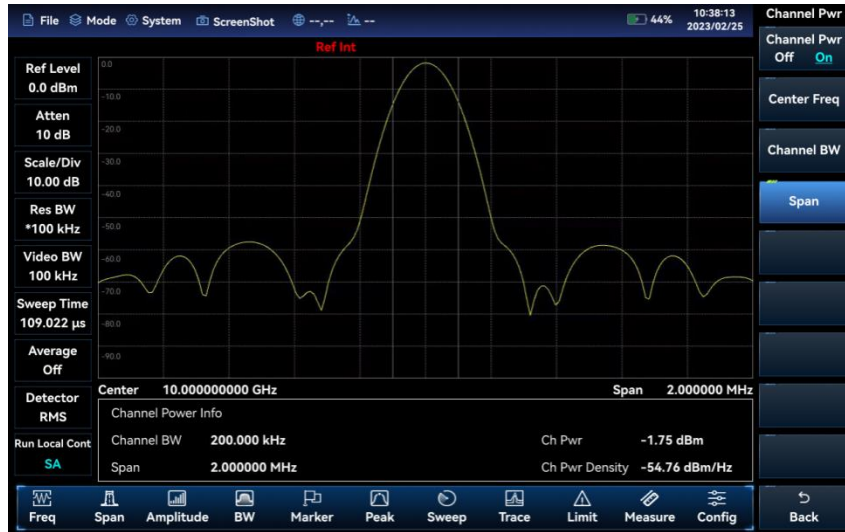 File Mode System ScreenShot --,-- -- 44% 10:38:13
2023/02/25
Channel Pwr
Ref Int
Channel Pwr
Off On
Center Freq
Channel BW
Span
Ref Level
0.0 dBm
Atten
10 dB
Scale/Div
10.00 dB
Res BW
*100 kHz
Video BW
100 kHz
Sweep Time
109.022 µs
Average
Off
Detector
RMS
Run Local Cont
SA
0.0
-10.0
-20.0
-30.0
-40.0
-50.0
-60.0
-70.0
-80.0
-90.0
Center 10.000000000 GHz Span 2.000000 MHz
Channel Power Info
Channel BW 200.000 kHz Ch Pwr -1.75 dBm
Span 2.000000 MHz Ch Pwr Density -54.76 dBm/Hz
Freq Span Amplitude BW Marker Peak Sweep Trace Limit Measure Config Back